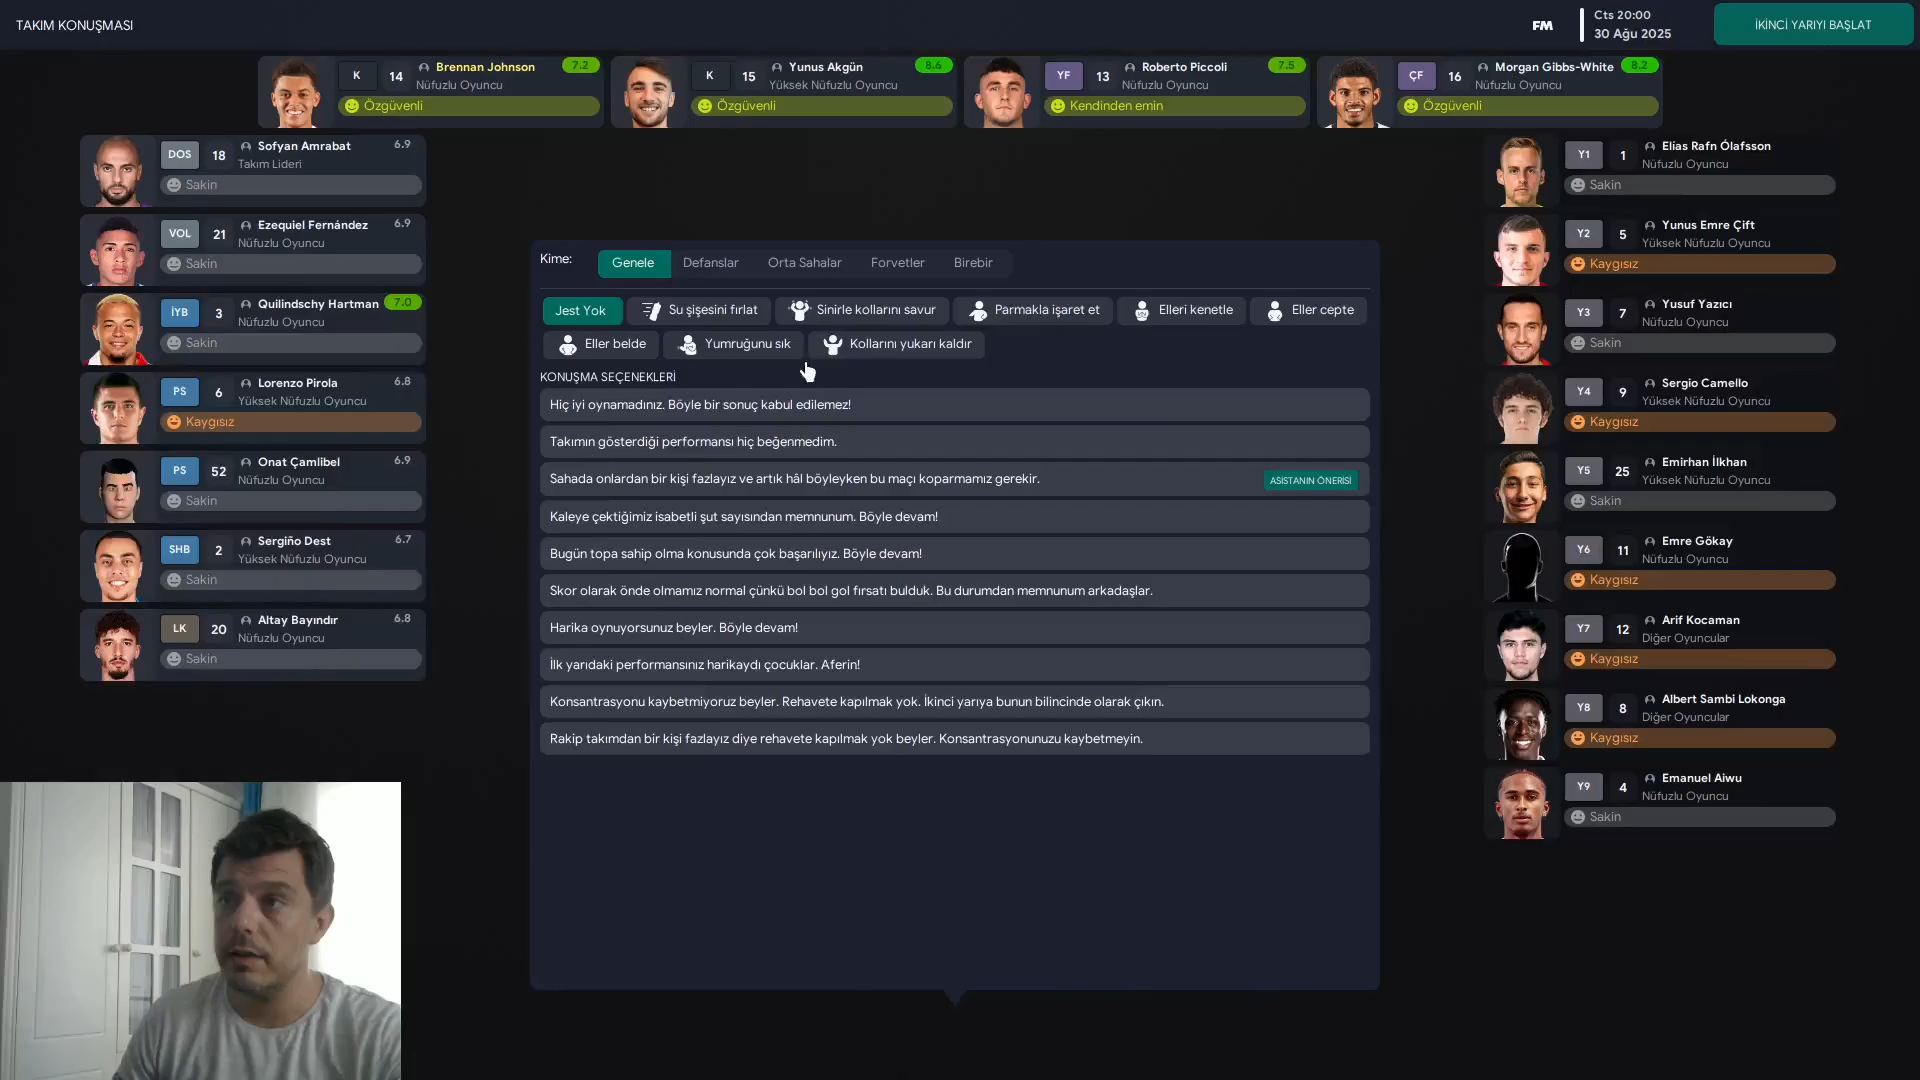 TAKIM KONUŞMASI
FM
Cts 20:00
30 Ağu 2025
İKİNCİ YARIYI BAŞLAT
K 14 Brennan Johnson 7.2
Nüfuzlu Oyuncu
Özgüvenli
K 15 Yunus Akgün 8.6
Yüksek Nüfuzlu Oyuncu
Özgüvenli
YF 13 Roberto Piccoli 7.5
Nüfuzlu Oyuncu
Kendinden emin
ÇF 16 Morgan Gibbs-White 8.2
Nüfuzlu Oyuncu
Özgüvenli
DOS 18 Sofyan Amrabat 6.9
Takım Lideri
Sakin
VOL 21 Ezequiel Fernández 6.9
Nüfuzlu Oyuncu
Sakin
İYB 3 Quilindschy Hartman 7.0
Nüfuzlu Oyuncu
Sakin
PS 6 Lorenzo Pirola 6.8
Yüksek Nüfuzlu Oyuncu
Kaygısız
PS 52 Onat Çamlibel 6.9
Nüfuzlu Oyuncu
Sakin
SHB 2 Sergiño Dest 6.7
Yüksek Nüfuzlu Oyuncu
Sakin
LK 20 Altay Bayındır 6.8
Nüfuzlu Oyuncu
Sakin
Kime: Genele Defanslar Orta Sahalar Forvetler Birebir
Jest Yok Su şişesini fırlat Sinirle kollarını savur Parmakla işaret et Elleri kenetle Eller cepte
Eller belde Yumruğunu sık Kollarını yukarı kaldır
KONUŞMA SEÇENEKLERİ
Hiç iyi oynamadınız. Böyle bir sonuç kabul edilemez!
Takımın gösterdiği performansı hiç beğenmedim.
Sahada onlardan bir kişi fazlayız ve artık hâl böyleyken bu maçı koparmamız gerekir. ASİSTANIN ÖNERİSİ
Kaleye çektiğimiz isabetli şut sayısından memnunum. Böyle devam!
Bugün topa sahip olma konusunda çok başarılıyız. Böyle devam!
Skor olarak önde olmamız normal çünkü bol bol gol fırsatı bulduk. Bu durumdan memnunum arkadaşlar.
Harika oynuyorsunuz beyler. Böyle devam!
İlk yarıdaki performansınız harikaydı çocuklar. Aferin!
Konsantrasyonu kaybetmiyoruz beyler. Rehavete kapılmak yok. İkinci yarıya bunun bilincinde olarak çıkın.
Rakip takımdan bir kişi fazlayız diye rehavete kapılmak yok beyler. Konsantrasyonunuzu kaybetmeyin.
Y1 1 Elías Rafn Ólafsson
Nüfuzlu Oyuncu
Sakin
Y2 5 Yunus Emre Çift
Yüksek Nüfuzlu Oyuncu
Kaygısız
Y3 7 Yusuf Yazıcı
Nüfuzlu Oyuncu
Sakin
Y4 9 Sergio Camello
Yüksek Nüfuzlu Oyuncu
Kaygısız
Y5 25 Emirhan İlkhan
Yüksek Nüfuzlu Oyuncu
Sakin
Y6 11 Emre Gökay
Nüfuzlu Oyuncu
Kaygısız
Y7 12 Arif Kocaman
Diğer Oyuncular
Kaygısız
Y8 8 Albert Sambi Lokonga
Diğer Oyuncular
Kaygısız
Y9 4 Emanuel Aiwu
Nüfuzlu Oyuncu
Sakin